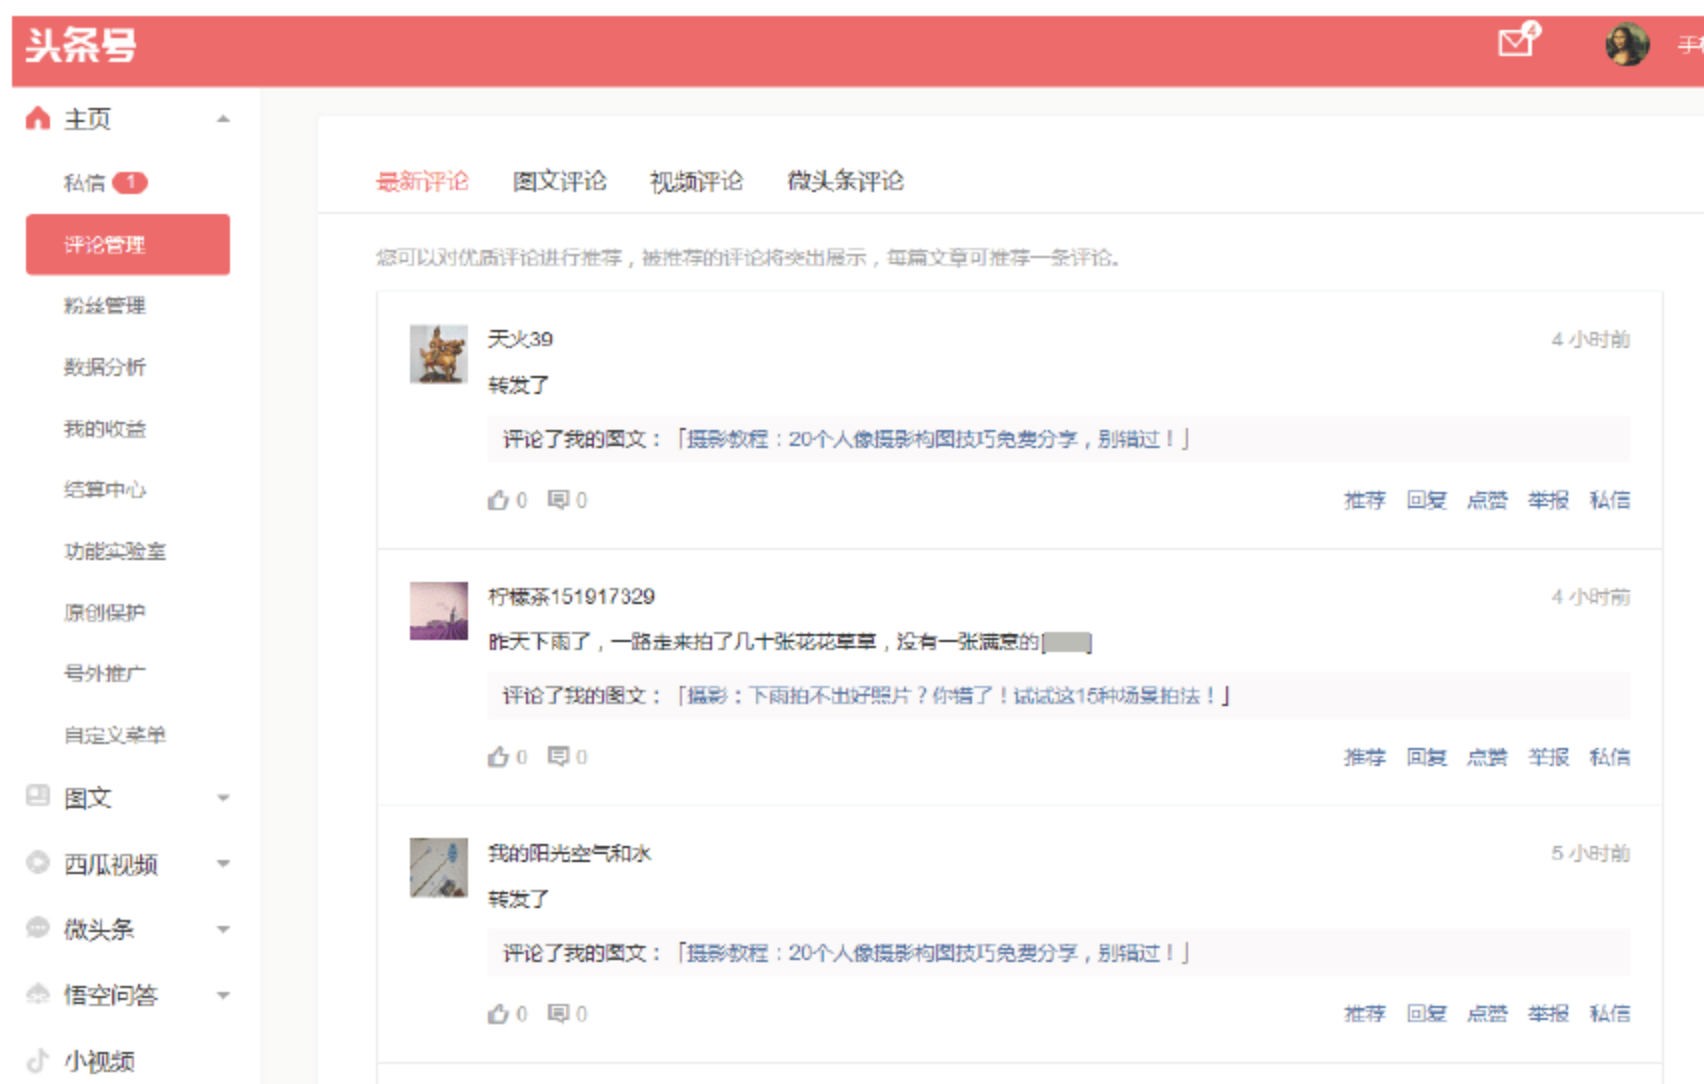 头条号
4
手
主页
私信 1
评论管理
粉丝管理
数据分析
我的收益
结算中心
功能实验室
原创保护
号外推广
自定义菜单
图文
西瓜视频
微头条
悟空问答
小视频
最新评论 图文评论 视频评论 微头条评论
您可以对优质评论进行推荐，被推荐的评论将突出展示，每篇文章可推荐一条评论。
天火39 4 小时前
转发了
评论了我的图文：「摄影教程：20个人像摄影构图技巧免费分享，别错过！」
0 0 推荐 回复 点赞 举报 私信
柠檬茶151917329 4 小时前
昨天下雨了，一路走来拍了几十张花花草草，没有一张满意的[ ]
评论了我的图文：「摄影：下雨拍不出好照片？你错了！试试这15种场景拍法！」
0 0 推荐 回复 点赞 举报 私信
我的阳光空气和水 5 小时前
转发了
评论了我的图文：「摄影教程：20个人像摄影构图技巧免费分享，别错过！」
0 0 推荐 回复 点赞 举报 私信